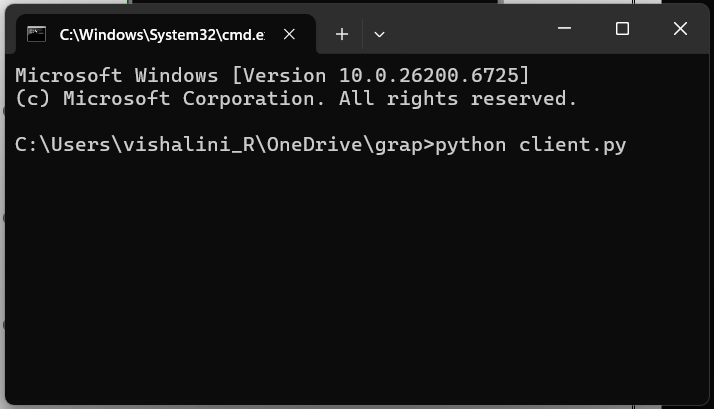 C:\Windows\System32\cmd.e
Microsoft Windows [Version 10.0.26200.6725]
(c) Microsoft Corporation. All rights reserved.
C:\Users\vishalini_R\OneDrive\grap>python client.py